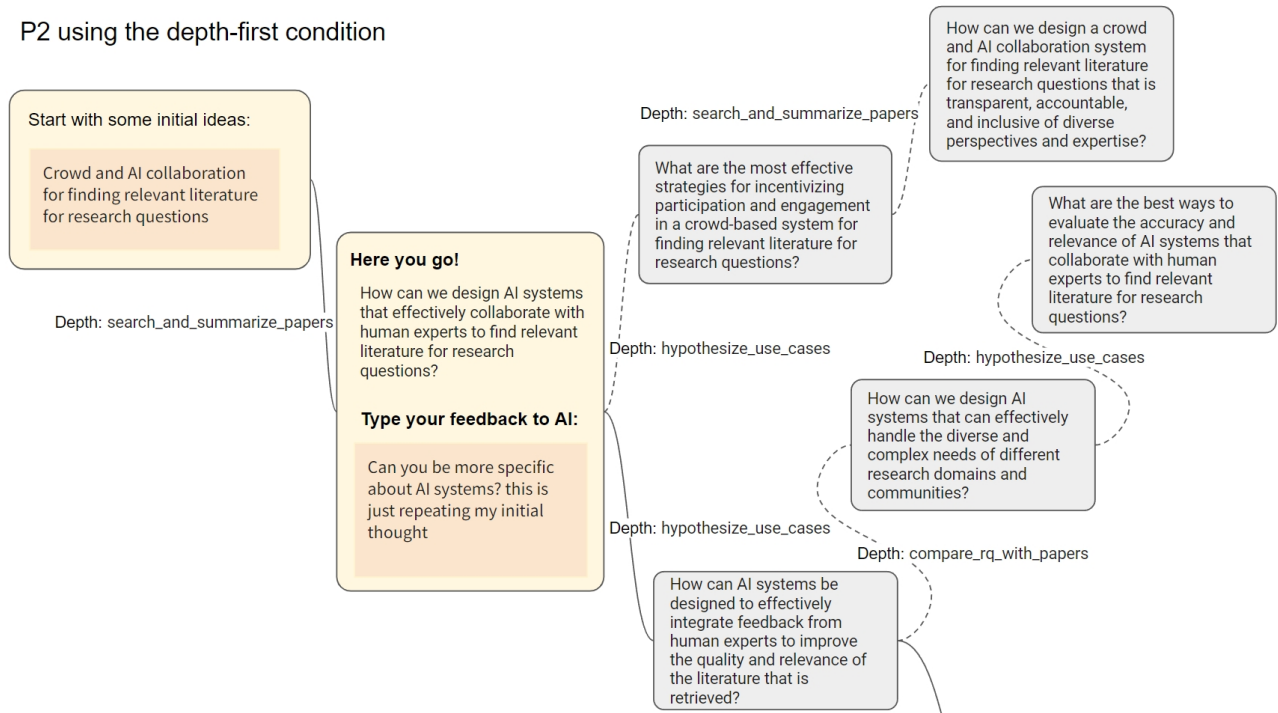 P2 using the depth-first condition
Start with some initial ideas:
Crowd and AI collaboration
for finding relevant literature
for research questions
Depth: search_and_summarize_papers
Here you go!
How can we design AI systems
that effectively collaborate with
human experts to find relevant
literature for research
questions?
Type your feedback to AI:
Can you be more specific
about AI systems? this is
just repeating my initial
thought
Depth: hypothesize_use_cases
What are the most effective
strategies for incentivizing
participation and engagement
in a crowd-based system for
finding relevant literature for
research questions?
Depth: search_and_summarize_papers
How can we design a crowd
and AI collaboration system
for finding relevant literature
for research questions that is
transparent, accountable,
and inclusive of diverse
perspectives and expertise?
Depth: hypothesize_use_cases
How can AI systems be
designed to effectively
integrate feedback from
human experts to improve
the quality and relevance of
the literature that is
retrieved?
Depth: compare_rq_with_papers
How can we design AI
systems that can effectively
handle the diverse and
complex needs of different
research domains and
communities?
Depth: hypothesize_use_cases
What are the best ways to
evaluate the accuracy and
relevance of AI systems that
collaborate with human
experts to find relevant
literature for research
questions?